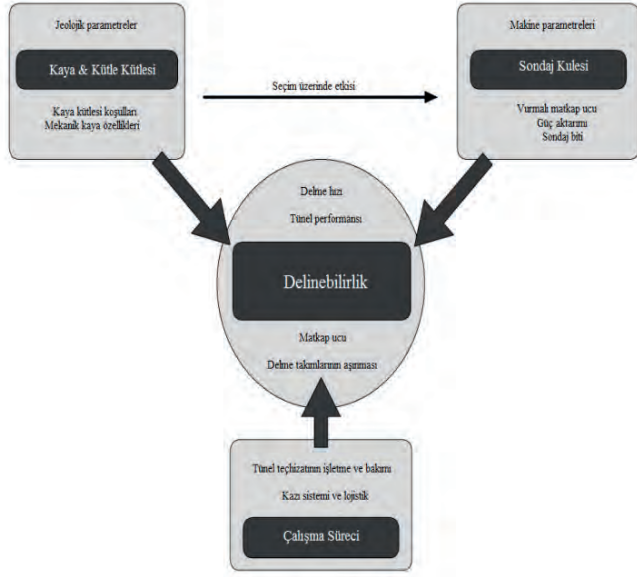 Jeolojik parametreler
Kaya & Kütle Kütlesi
Kaya kütlesi koşulları
Mekanik kaya özellikleri
Seçim üzerinde etkisi
Makine parametreleri
Sondaj Kulesi
Vurmalı matkap ucu
Güç aktarımı
Sondaj biti
Delme hızı
Tünel performansı
Delinebilirlik
Matkap ucu
Delme takımlarının aşınması
Tünel teçhizatının işletme ve bakımı
Kazı sistemi ve lojistik
Çalışma Süreci